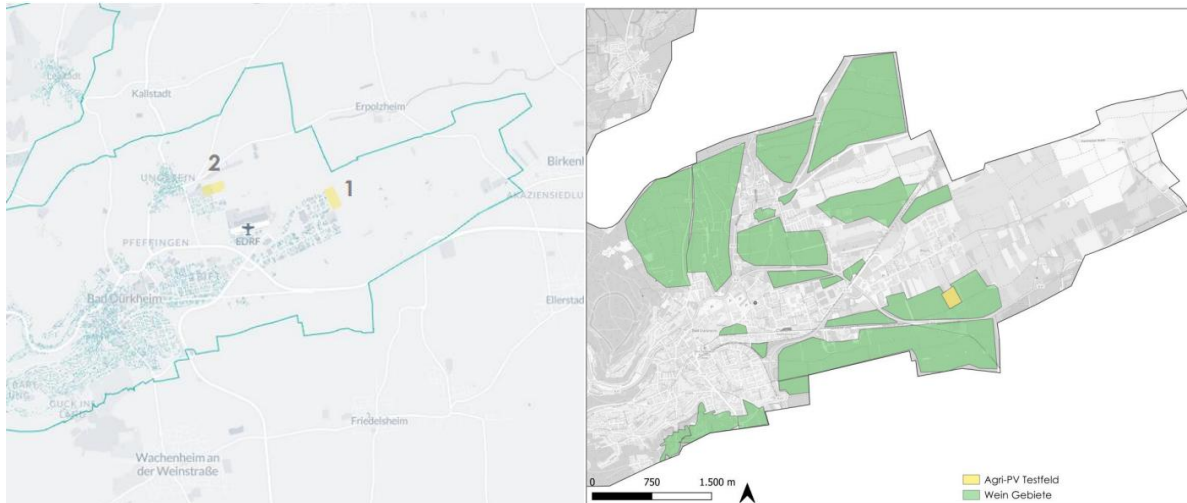 Kallstadt
Erpolzheim
Birkenh
2
UNGSTEIN
1
AKAZIENSIEDLU
EDRF
PFEFFINGEN
Bad Dürkheim
Ellerstad
Friedelsheim
Wachenheim an
der Weinstraße
0 750 1.500 m
Agri-PV Testfeld
Wein Gebiete